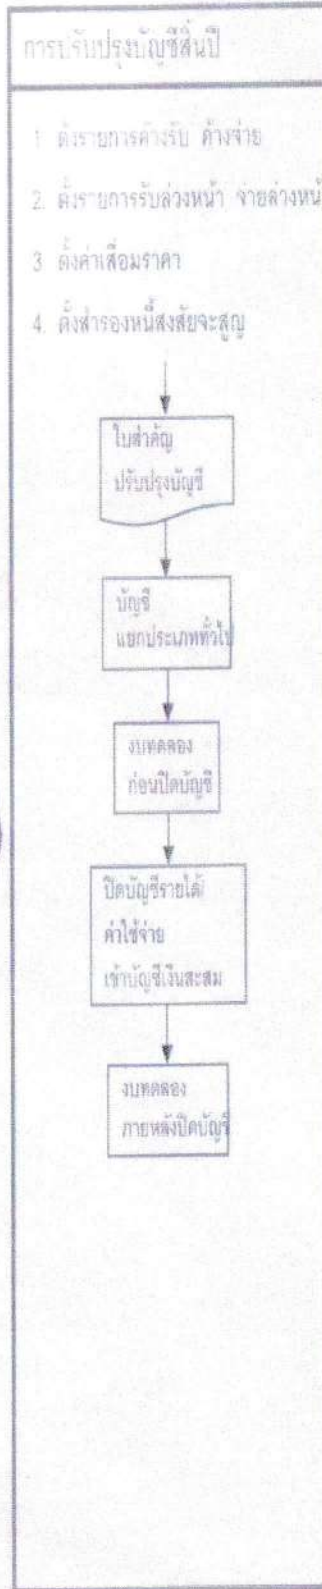 การปรับปรุงบัญชีสิ้นปี
1. ตั้งรายการค้างรับ ค้างจ่าย
2. ตั้งรายการรับล่วงหน้า จ่ายล่วงหน้
3. ตั้งค่าเสื่อมราคา
4. ตั้งสำรองหนี้สงสัยจะสูญ
ใบสำคัญ
ปรับปรุงบัญชี
บัญชี
แยกประเภททั่วไป
งบทดลอง
ก่อนปิดบัญชี
ปิดบัญชีรายได้/
ค่าใช้จ่าย
เข้าบัญชีเงินสะสม
งบทดลอง
ภายหลังปิดบัญชี